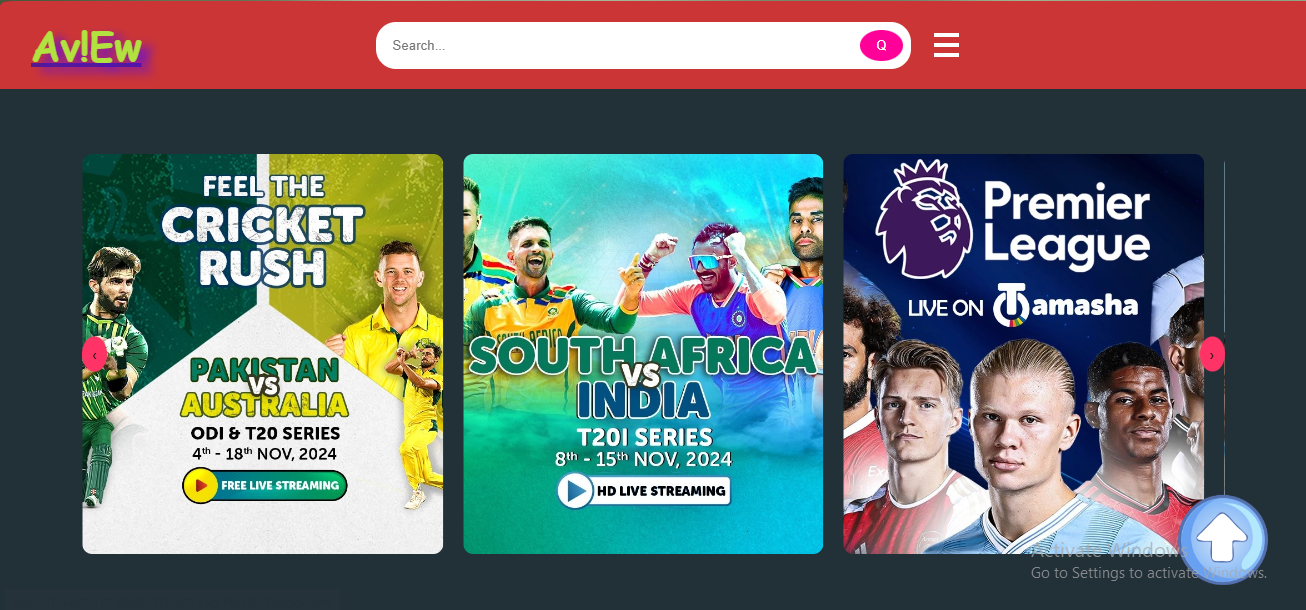 Av!Ew
Search...
Q
FEEL THE
CRICKET
RUSH
PAKISTAN
VS
AUSTRALIA
ODI & T20 SERIES
4th - 18th NOV, 2024
FREE LIVE STREAMING
SOUTH AFRICA
VS
INDIA
T20I SERIES
8th - 15th NOV, 2024
HD LIVE STREAMING
Premier
League
LIVE ON Tamasha
‹
›
Activate Windows
Go to Settings to activate Windows.